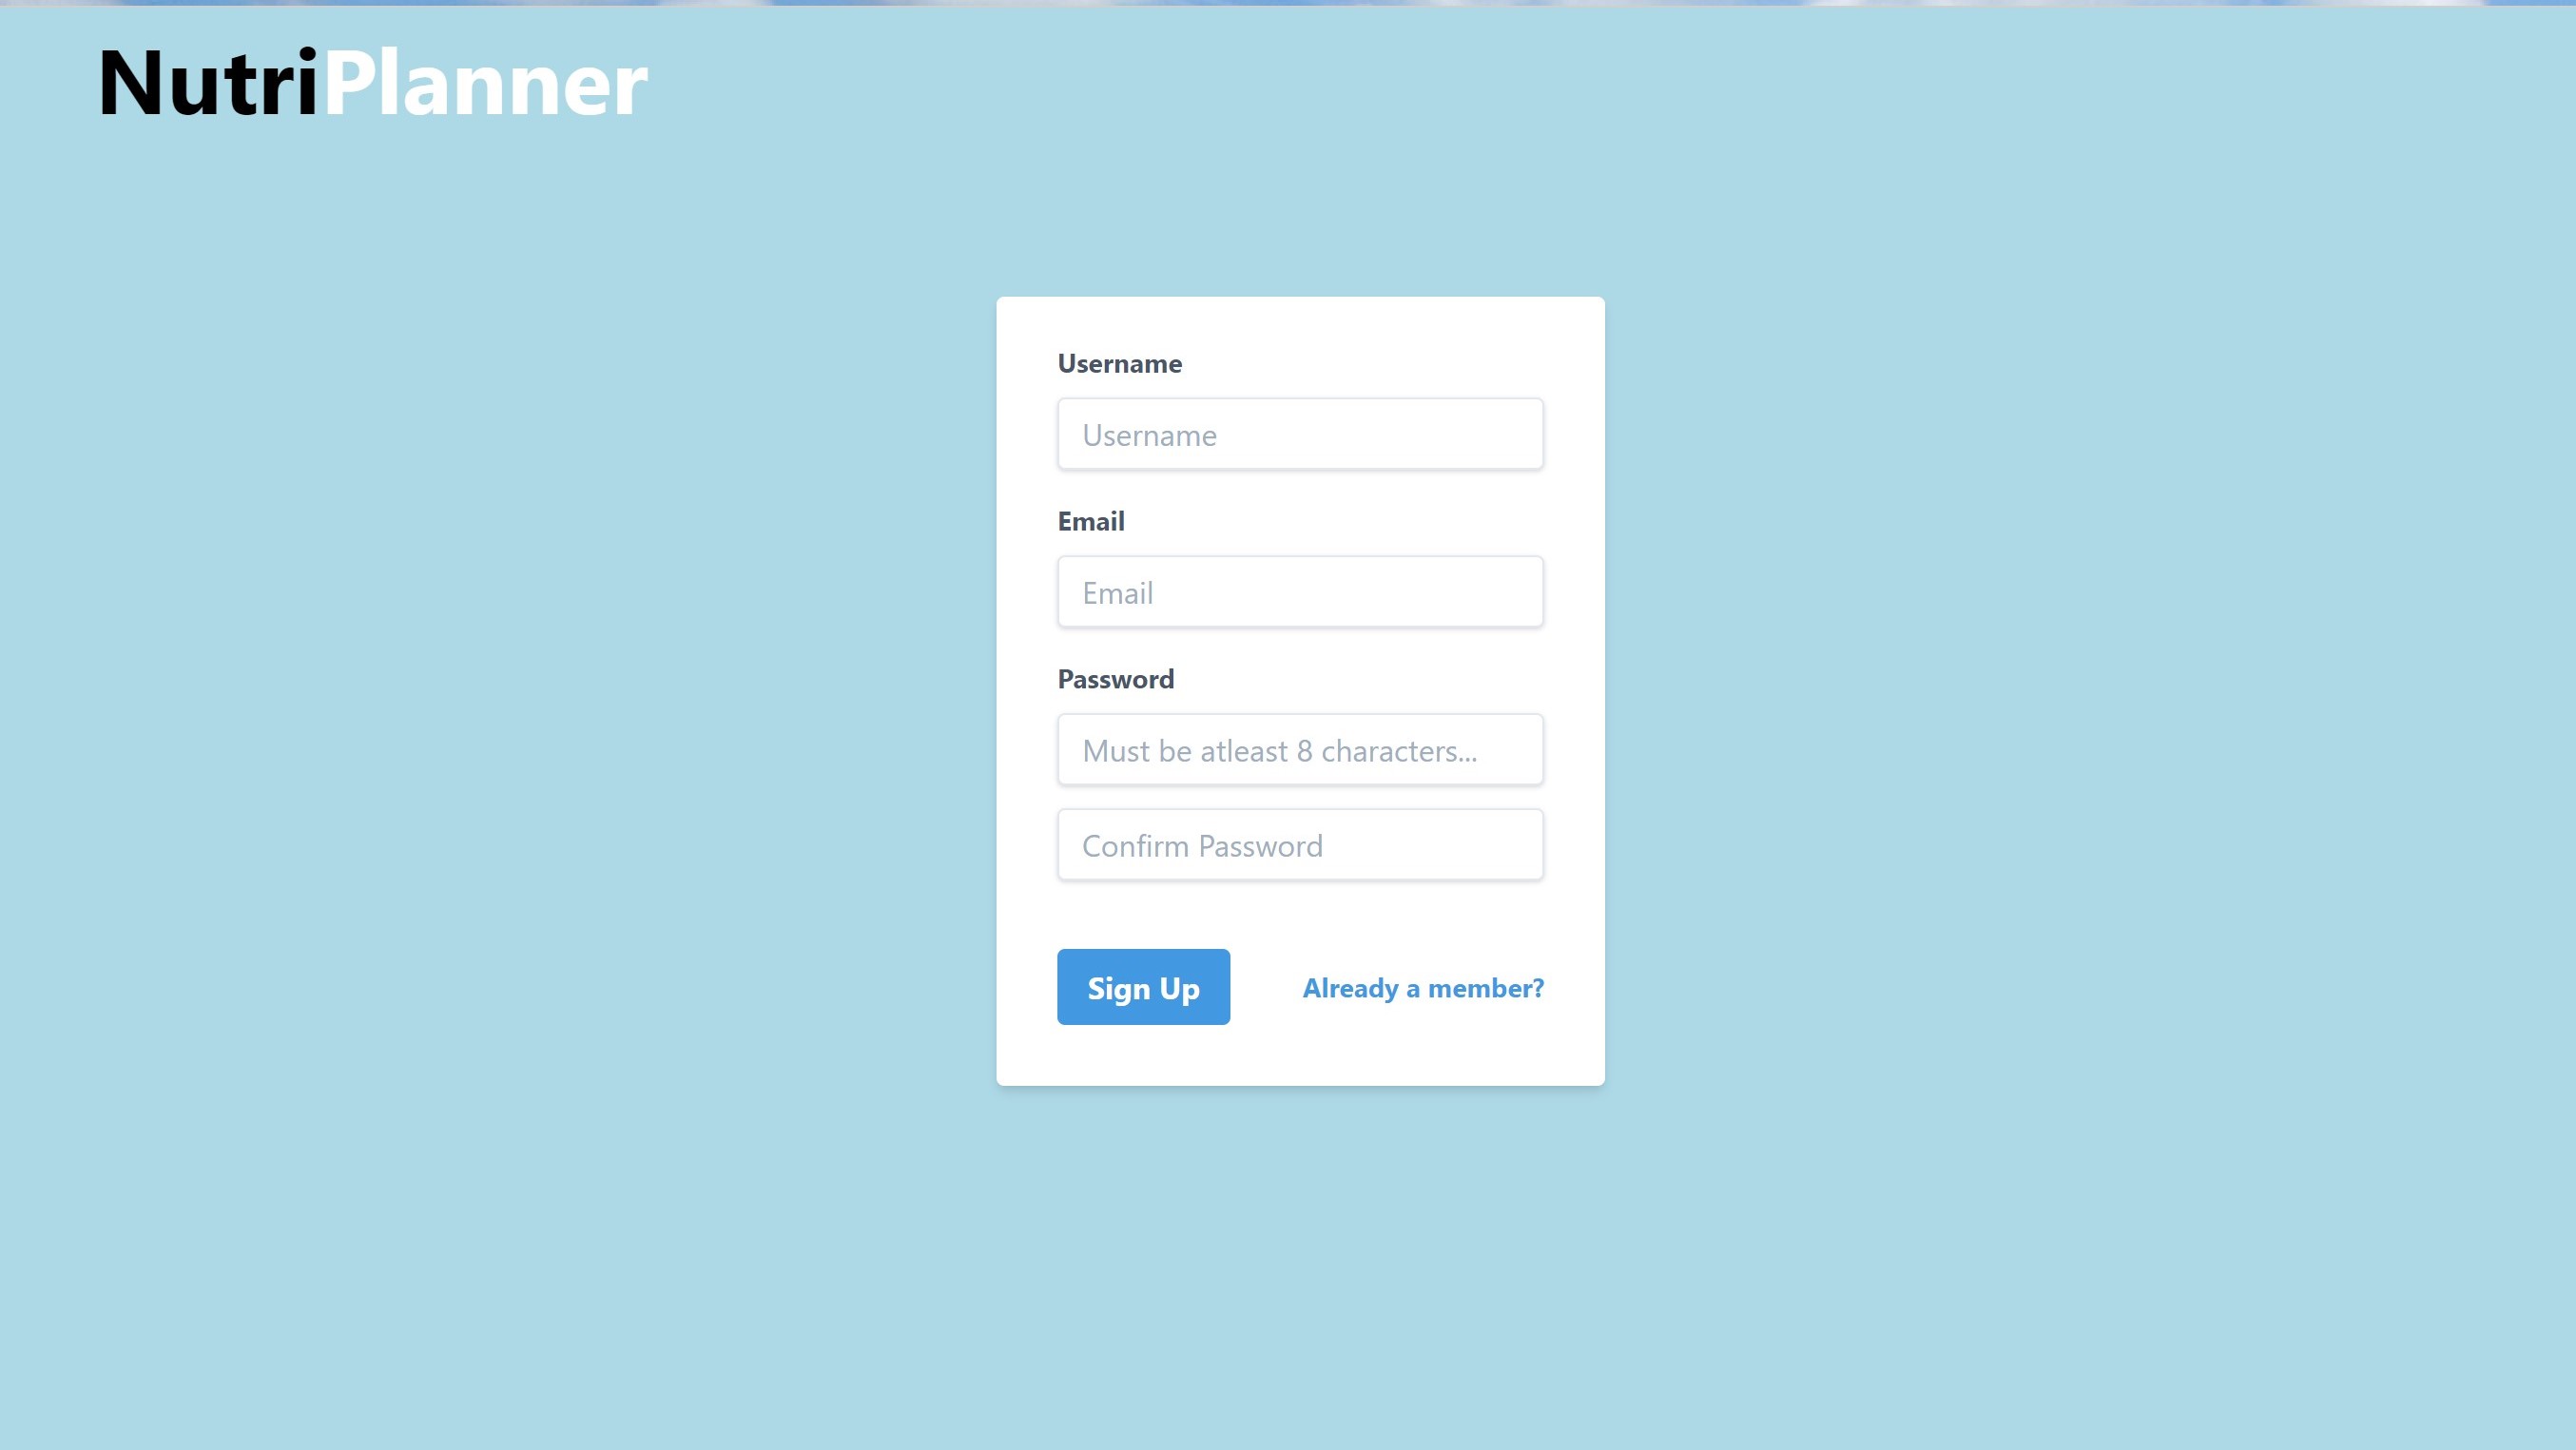 NutriPlanner
Username
Username
Email
Email
Password
Must be atleast 8 characters...
Confirm Password
Sign Up
Already a member?